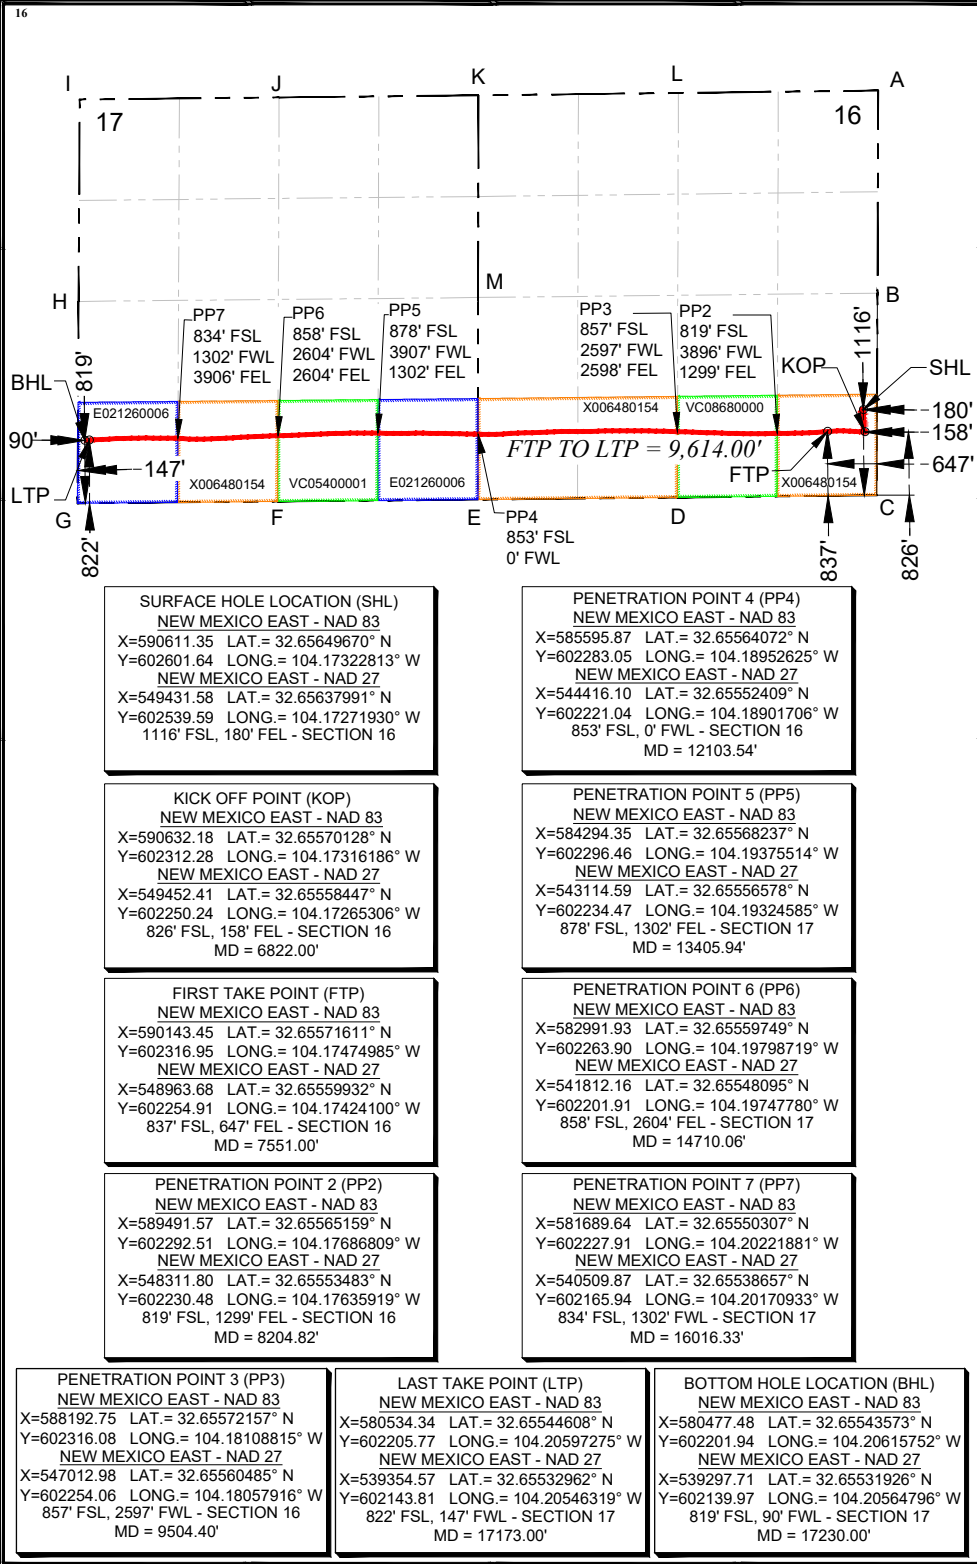 16
I
J
K
L
A
17
16
H
M
B
PP7
834' FSL
1302' FWL
3906' FEL
PP6
858' FSL
2604' FWL
2604' FEL
PP5
878' FSL
3907' FWL
1302' FEL
PP3
857' FSL
2597' FWL
2598' FEL
PP2
819' FSL
3896' FWL
1299' FEL
1116'
KOP
SHL
819'
BHL
E021260006
X006480154
VC08680000
180'
90'
158'
FTP TO LTP = 9,614.00'
147'
FTP
647'
LTP
X006480154
VC05400001
E021260006
X006480154
G
F
E
D
C
PP4
853' FSL
0' FWL
822'
837'
826'
SURFACE HOLE LOCATION (SHL)
NEW MEXICO EAST - NAD 83
X=590611.35 LAT.= 32.65649670° N
Y=602601.64 LONG.= 104.17322813° W
NEW MEXICO EAST - NAD 27
X=549431.58 LAT.= 32.65637991° N
Y=602539.59 LONG.= 104.17271930° W
1116' FSL, 180' FEL - SECTION 16
PENETRATION POINT 4 (PP4)
NEW MEXICO EAST - NAD 83
X=585595.87 LAT.= 32.65564072° N
Y=602283.05 LONG.= 104.18952625° W
NEW MEXICO EAST - NAD 27
X=544416.10 LAT.= 32.65552409° N
Y=602221.04 LONG.= 104.18901706° W
853' FSL, 0' FWL - SECTION 16
MD = 12103.54'
KICK OFF POINT (KOP)
NEW MEXICO EAST - NAD 83
X=590632.18 LAT.= 32.65570128° N
Y=602312.28 LONG.= 104.17316186° W
NEW MEXICO EAST - NAD 27
X=549452.41 LAT.= 32.65558447° N
Y=602250.24 LONG.= 104.17265306° W
826' FSL, 158' FEL - SECTION 16
MD = 6822.00'
PENETRATION POINT 5 (PP5)
NEW MEXICO EAST - NAD 83
X=584294.35 LAT.= 32.65568237° N
Y=602296.46 LONG.= 104.19375514° W
NEW MEXICO EAST - NAD 27
X=543114.59 LAT.= 32.65556578° N
Y=602234.47 LONG.= 104.19324585° W
878' FSL, 1302' FEL - SECTION 17
MD = 13405.94'
FIRST TAKE POINT (FTP)
NEW MEXICO EAST - NAD 83
X=590143.45 LAT.= 32.65571611° N
Y=602316.95 LONG.= 104.17474985° W
NEW MEXICO EAST - NAD 27
X=548963.68 LAT.= 32.65559932° N
Y=602254.91 LONG.= 104.17424100° W
837' FSL, 647' FEL - SECTION 16
MD = 7551.00'
PENETRATION POINT 6 (PP6)
NEW MEXICO EAST - NAD 83
X=582991.93 LAT.= 32.65559749° N
Y=602263.90 LONG.= 104.19798719° W
NEW MEXICO EAST - NAD 27
X=541812.16 LAT.= 32.65548095° N
Y=602201.91 LONG.= 104.19747780° W
858' FSL, 2604' FEL - SECTION 17
MD = 14710.06'
PENETRATION POINT 2 (PP2)
NEW MEXICO EAST - NAD 83
X=589491.57 LAT.= 32.65565159° N
Y=602292.51 LONG.= 104.17686809° W
NEW MEXICO EAST - NAD 27
X=548311.80 LAT.= 32.65553483° N
Y=602230.48 LONG.= 104.17635919° W
819' FSL, 1299' FEL - SECTION 16
MD = 8204.82'
PENETRATION POINT 7 (PP7)
NEW MEXICO EAST - NAD 83
X=581689.64 LAT.= 32.65550307° N
Y=602227.91 LONG.= 104.20221881° W
NEW MEXICO EAST - NAD 27
X=540509.87 LAT.= 32.65538657° N
Y=602165.94 LONG.= 104.20170933° W
834' FSL, 1302' FWL - SECTION 17
MD = 16016.33'
PENETRATION POINT 3 (PP3)
NEW MEXICO EAST - NAD 83
X=588192.75 LAT.= 32.65572157° N
Y=602316.08 LONG.= 104.18108815° W
NEW MEXICO EAST - NAD 27
X=547012.98 LAT.= 32.65560485° N
Y=602254.06 LONG.= 104.18057916° W
857' FSL, 2597' FWL - SECTION 16
MD = 9504.40'
LAST TAKE POINT (LTP)
NEW MEXICO EAST - NAD 83
X=580534.34 LAT.= 32.65544608° N
Y=602205.77 LONG.= 104.20597275° W
NEW MEXICO EAST - NAD 27
X=539354.57 LAT.= 32.65532962° N
Y=602143.81 LONG.= 104.20546319° W
822' FSL, 147' FWL - SECTION 17
MD = 17173.00'
BOTTOM HOLE LOCATION (BHL)
NEW MEXICO EAST - NAD 83
X=580477.48 LAT.= 32.65543573° N
Y=602201.94 LONG.= 104.20615752° W
NEW MEXICO EAST - NAD 27
X=539297.71 LAT.= 32.65531926° N
Y=602139.97 LONG.= 104.20564796° W
819' FSL, 90' FWL - SECTION 17
MD = 17230.00'